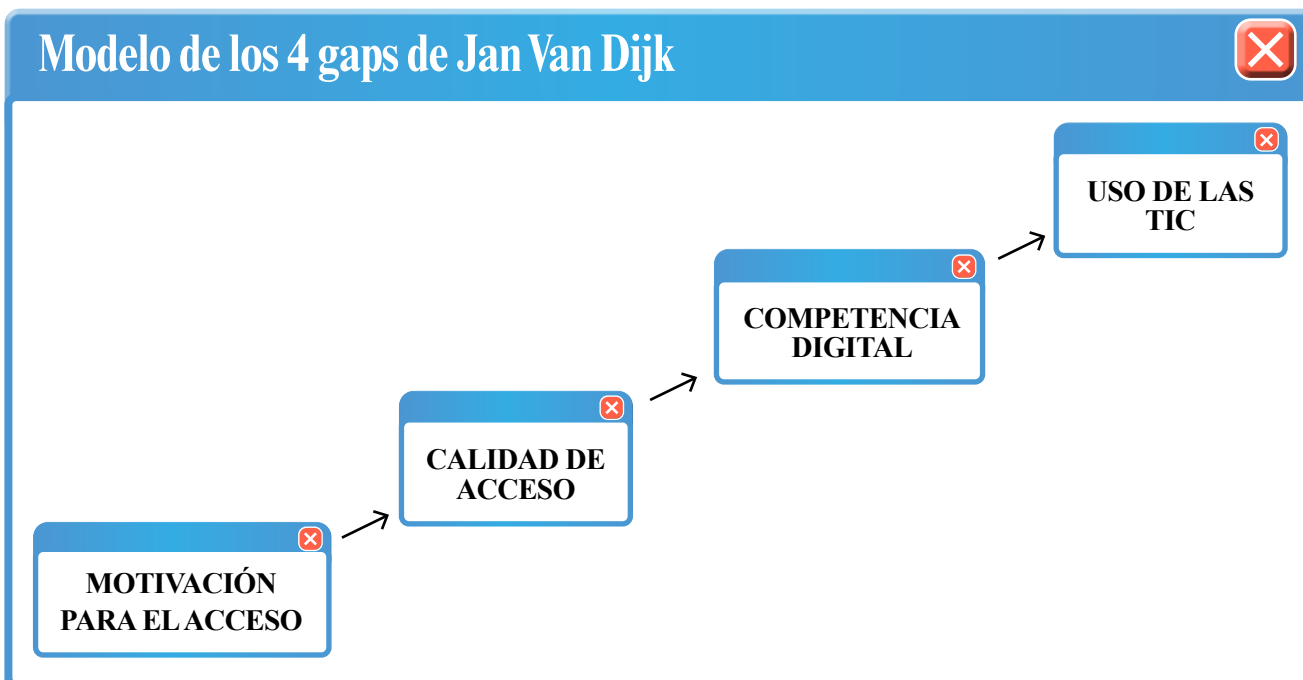 Modelo de los 4 gaps de Jan Van Dijk
USO DE LAS
TIC
COMPETENCIA
DIGITAL
CALIDAD DE
ACCESO
MOTIVACIÓN
PARA EL ACCESO